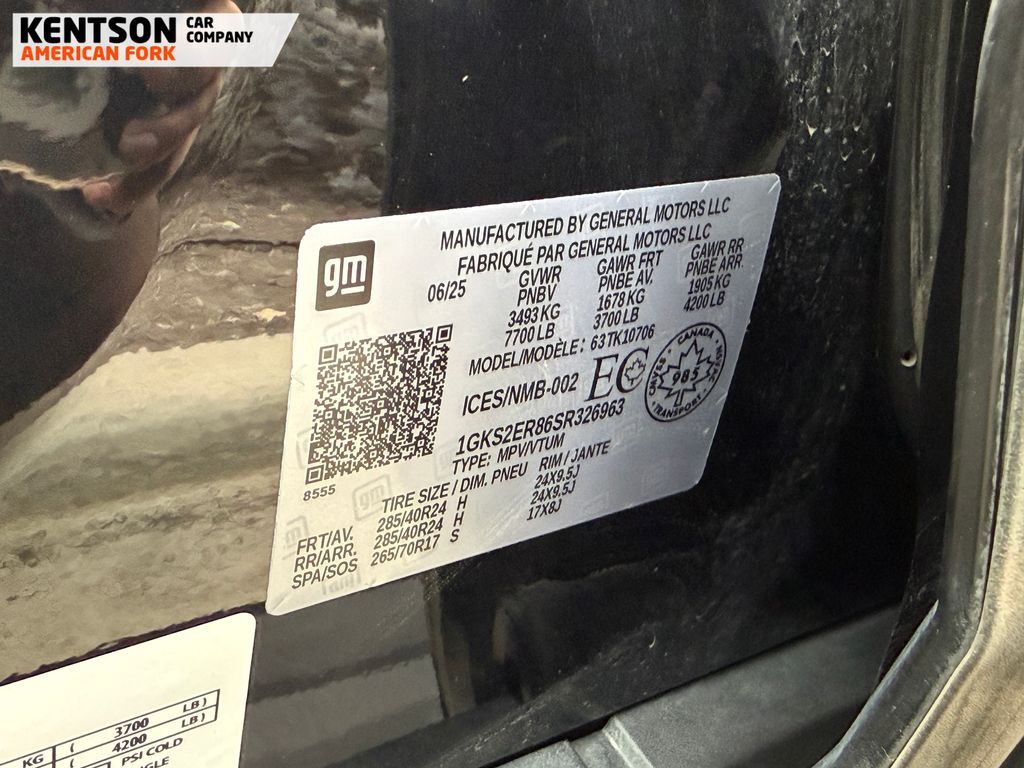 KENTSON CAR COMPANY
AMERICAN FORK
gm
MANUFACTURED BY GENERAL MOTORS LLC
FABRIQUÉ PAR GENERAL MOTORS LLC
06/25 GVWR GAWR FRT GAWR RR
PNBV PNBE AV. PNBE ARR.
3493 KG 1678 KG 1905 KG
7700 LB 3700 LB 4200 LB
MODEL/MODÈLE: 63TK10706
ICES/NMB-002 EC
CANADA
985
TRANSPORT
1GKS2ER86SR326963
TYPE: MPV/VTUM
8555
TIRE SIZE / DIM. PNEU RIM / JANTE
FRT/AV. 285/40R24 H 24X9.5J
RR/ARR. 285/40R24 H 24X9.5J
SPA/SOS 265/70R17 S 17X8J
( 3700 LB )
KG ( 4200 LB )
PSI COLD